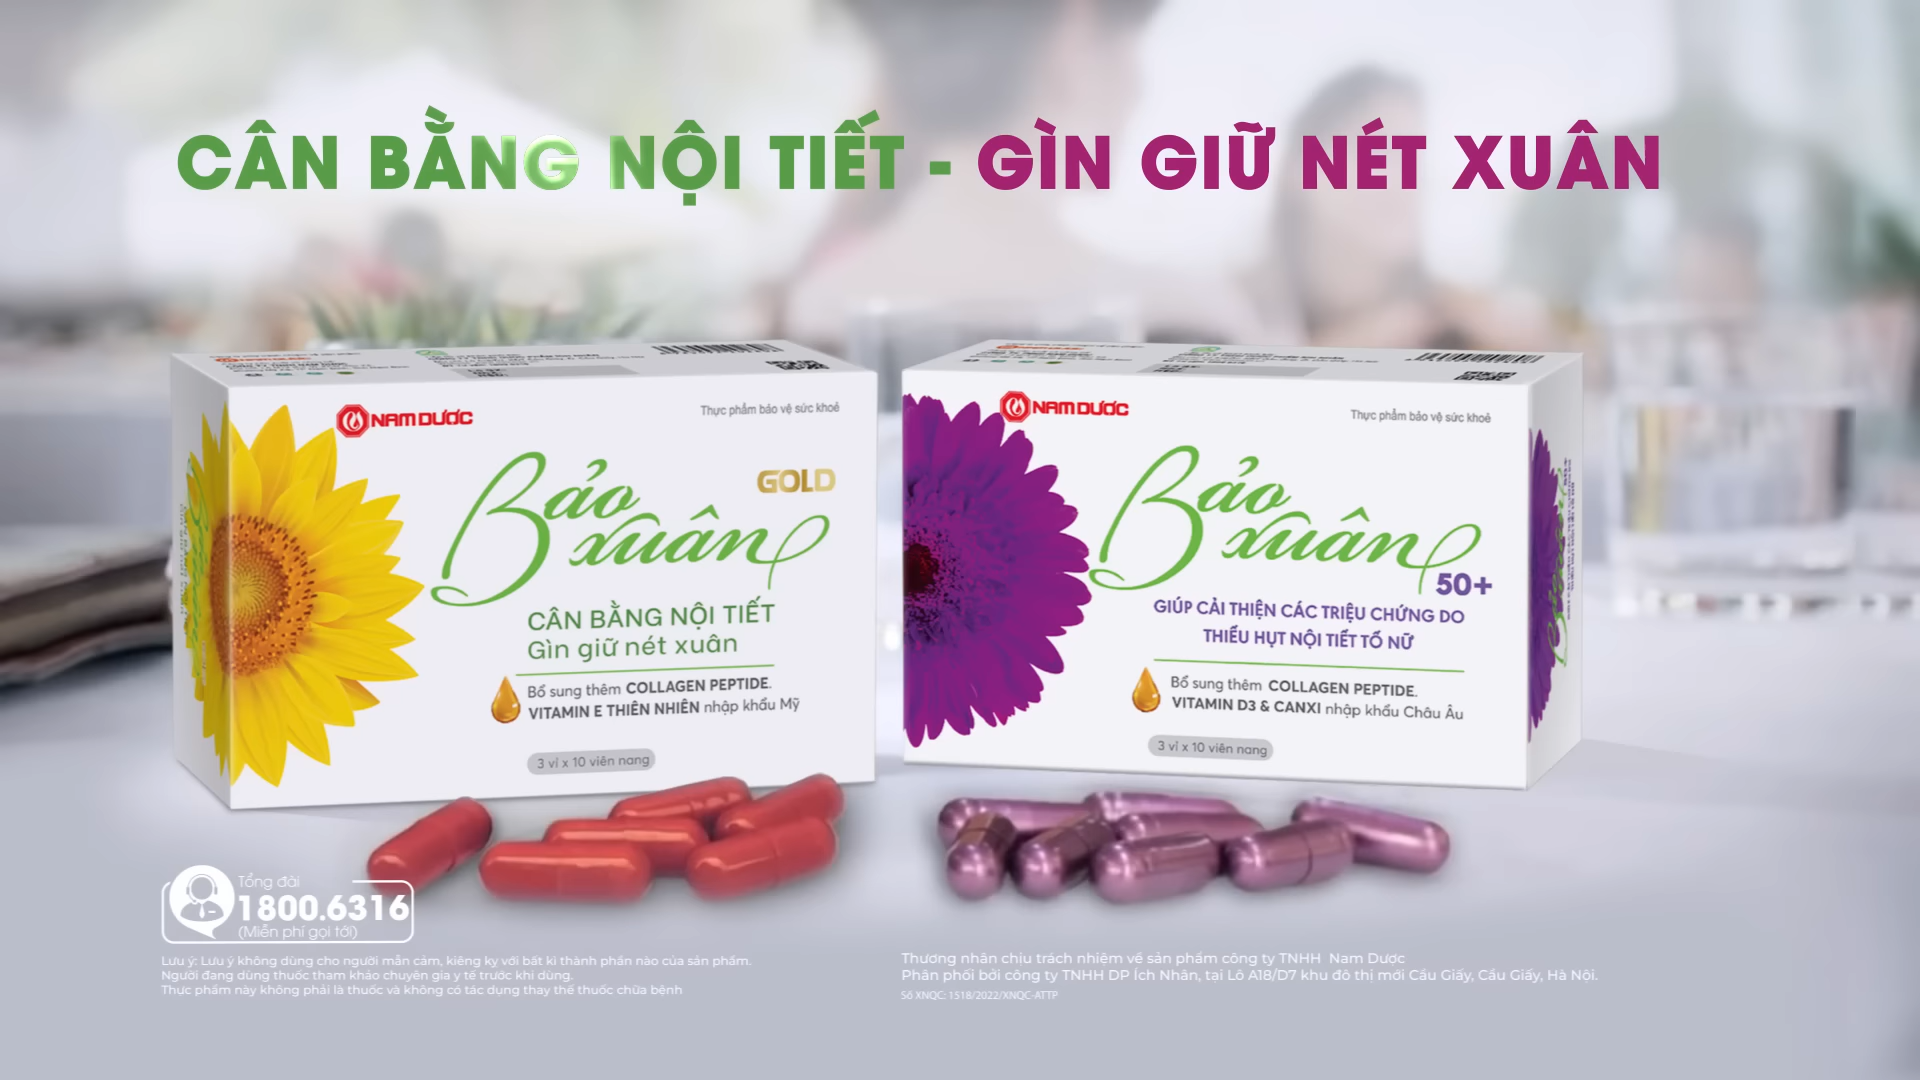 CÂN BẰNG NỘI TIẾT - GÌN GIỮ NÉT XUÂN
NAM DƯỢC
Thực phẩm bảo vệ sức khoẻ
Bảo
xuân
GOLD
CÂN BẰNG NỘI TIẾT
Gìn giữ nét xuân
Bổ sung thêm COLLAGEN PEPTIDE.
VITAMIN E THIÊN NHIÊN nhập khẩu Mỹ
3 vỉ x 10 viên nang
NAM DƯỢC
Thực phẩm bảo vệ sức khoẻ
Bảo
xuân
50+
GIÚP CẢI THIỆN CÁC TRIỆU CHỨNG DO
THIẾU HỤT NỘI TIẾT TỐ NỮ
Bổ sung thêm COLLAGEN PEPTIDE.
VITAMIN D3 & CANXI nhập khẩu Châu Âu
3 vỉ x 10 viên nang
Tổng đài
1800.6316
(Miễn phí gọi tới)
Lưu ý: Lưu ý không dùng cho người mẫn cảm, kiêng kỵ với bất kì thành phần nào của sản phẩm.
Người đang dùng thuốc tham khảo chuyên gia y tế trước khi dùng.
Thực phẩm này không phải là thuốc và không có tác dụng thay thế thuốc chữa bệnh
Thương nhân chịu trách nhiệm về sản phẩm công ty TNHH Nam Dược
Phân phối bởi công ty TNHH DP Ích Nhân, tại Lô A18/D7 khu đô thị mới Cầu Giấy, Cầu Giấy, Hà Nội.
Số XNQC: 1518/2022/XNQC-ATTP